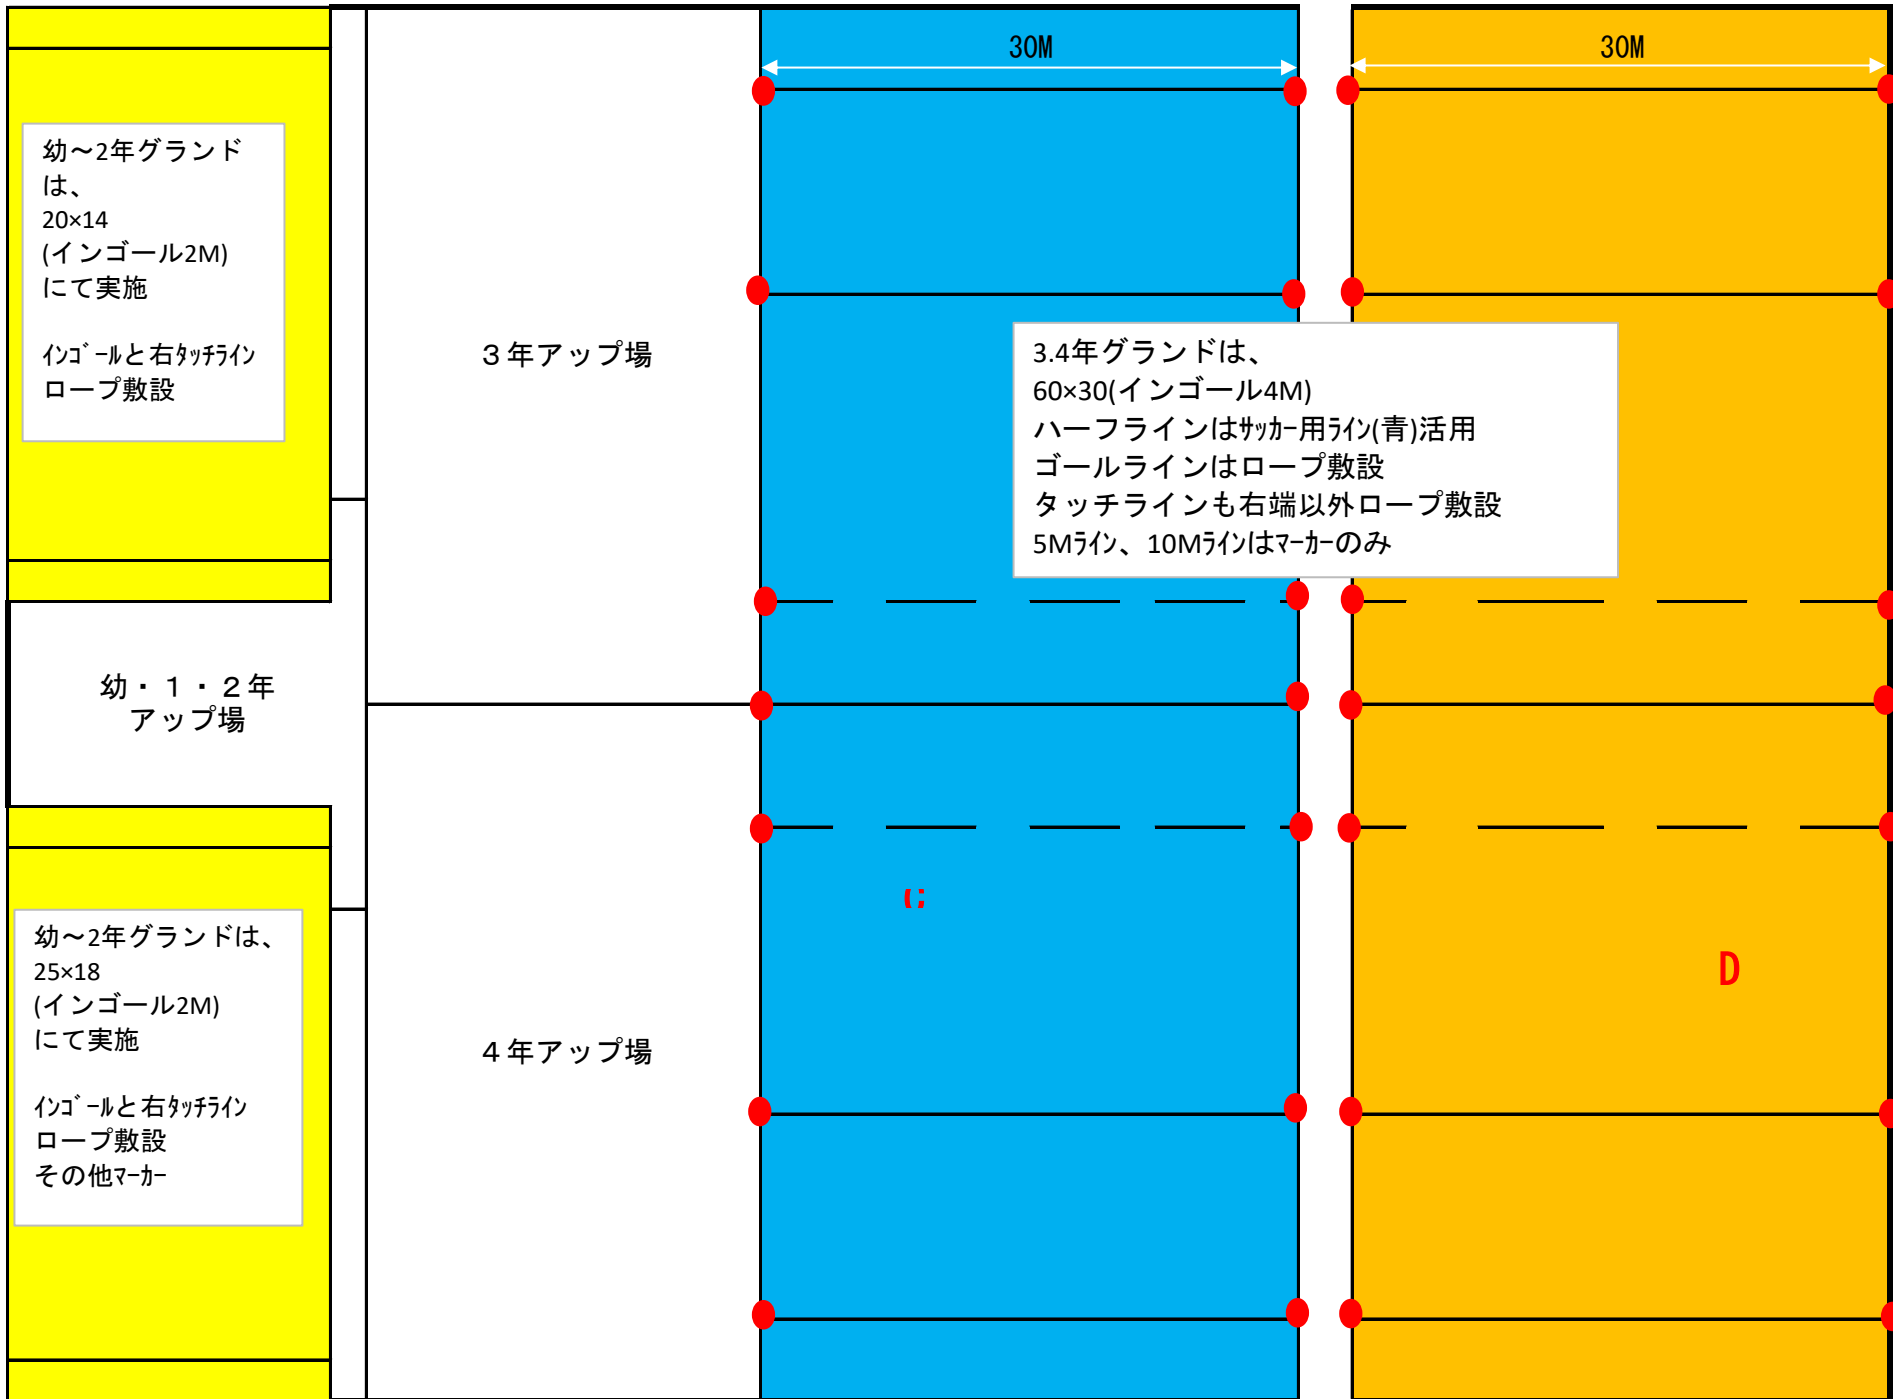 30M
30M
幼～2年グランド
は、
20×14
(インゴール2M)
にて実施
ｲﾝｺﾞｰﾙと右ﾀｯﾁﾗｲﾝ
ロープ敷設
３年アップ場
3.4年グランドは、
60×30(インゴール4M)
ハーフラインはｻｯｶｰ用ﾗｲﾝ(青)活用
ゴールラインはロープ敷設
タッチラインも右端以外ロープ敷設
5Mﾗｲﾝ、10Mﾗｲﾝはﾏｰｶｰのみ
幼・１・２年
アップ場
幼～2年グランドは、
25×18
(インゴール2M)
にて実施
ｲﾝｺﾞｰﾙと右ﾀｯﾁﾗｲﾝ
ロープ敷設
その他ﾏｰｶｰ
４年アップ場
D